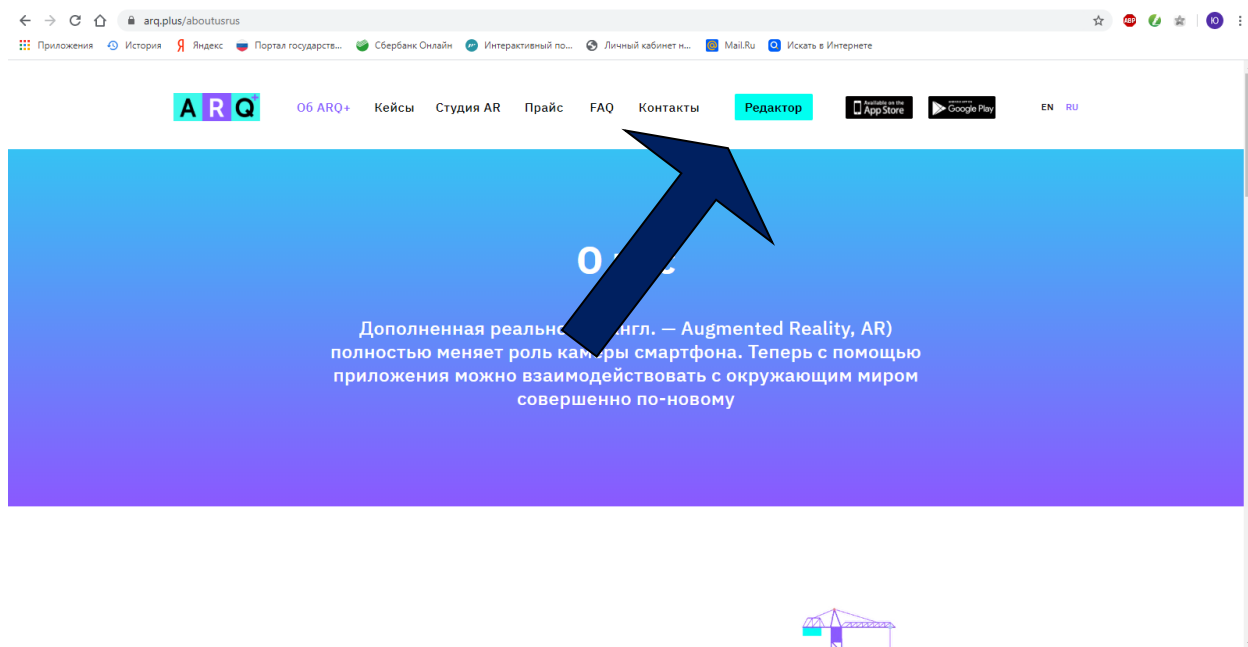 arq.plus/aboutusrus
Приложения История Яндекс Портал государств... Сбербанк Онлайн Интерактивный по... Личный кабинет н... Mail.Ru Искать в Интернете
ABP Ю
ARQ+ Об ARQ+ Кейсы Студия AR Прайс FAQ Контакты Редактор App Store Google Play EN RU
О
Дополненная реально нгл. — Augmented Reality, AR)
полностью меняет роль камеры смартфона. Теперь с помощью
приложения можно взаимодействовать с окружающим миром
совершенно по-новому